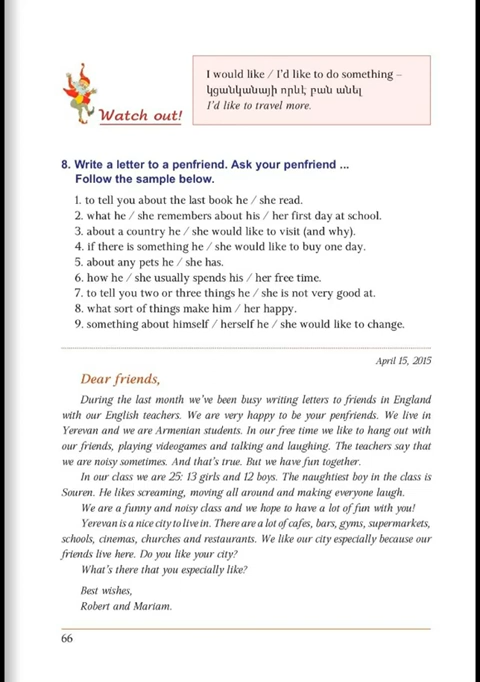 I would like / I'd like to do something –
կցանկանայի որևէ բան անել
I'd like to travel more.
Watch out!
8. Write a letter to a penfriend. Ask your penfriend ...
Follow the sample below.
1. to tell you about the last book he / she read.
2. what he / she remembers about his / her first day at school.
3. about a country he / she would like to visit (and why).
4. if there is something he / she would like to buy one day.
5. about any pets he / she has.
6. how he / she usually spends his / her free time.
7. to tell you two or three things he / she is not very good at.
8. what sort of things make him / her happy.
9. something about himself / herself he / she would like to change.
April 15, 2015
Dear friends,
During the last month we've been busy writing letters to friends in England
with our English teachers. We are very happy to be your penfriends. We live in
Yerevan and we are Armenian students. In our free time we like to hang out with
our friends, playing videogames and talking and laughing. The teachers say that
we are noisy sometimes. And that's true. But we have fun together.
In our class we are 25: 13 girls and 12 boys. The naughtiest boy in the class is
Souren. He likes screaming, moving all around and making everyone laugh.
We are a funny and noisy class and we hope to have a lot of fun with you!
Yerevan is a nice city to live in. There are a lot of cafes, bars, gyms, supermarkets,
schools, cinemas, churches and restaurants. We like our city especially because our
friends live here. Do you like your city?
What's there that you especially like?
Best wishes,
Robert and Mariam.
66